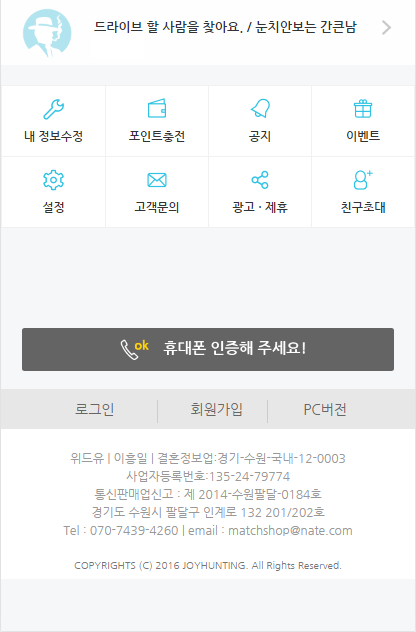 드라이브 할 사람을 찾아요. / 눈치안보는 간큰남
내 정보수정 포인트충전 공지 이벤트
설정 고객문의 광고 · 제휴 친구초대
ok 휴대폰 인증해 주세요!
로그인 회원가입 PC버전
위드유 | 이흥일 | 결혼정보업:경기-수원-국내-12-0003
사업자등록번호:135-24-79774
통신판매업신고 : 제 2014-수원팔달-0184호
경기도 수원시 팔달구 인계로 132 201/202호
Tel : 070-7439-4260 | email : matchshop@nate.com
COPYRIGHTS (C) 2016 JOYHUNTING. All Rights Reserved.